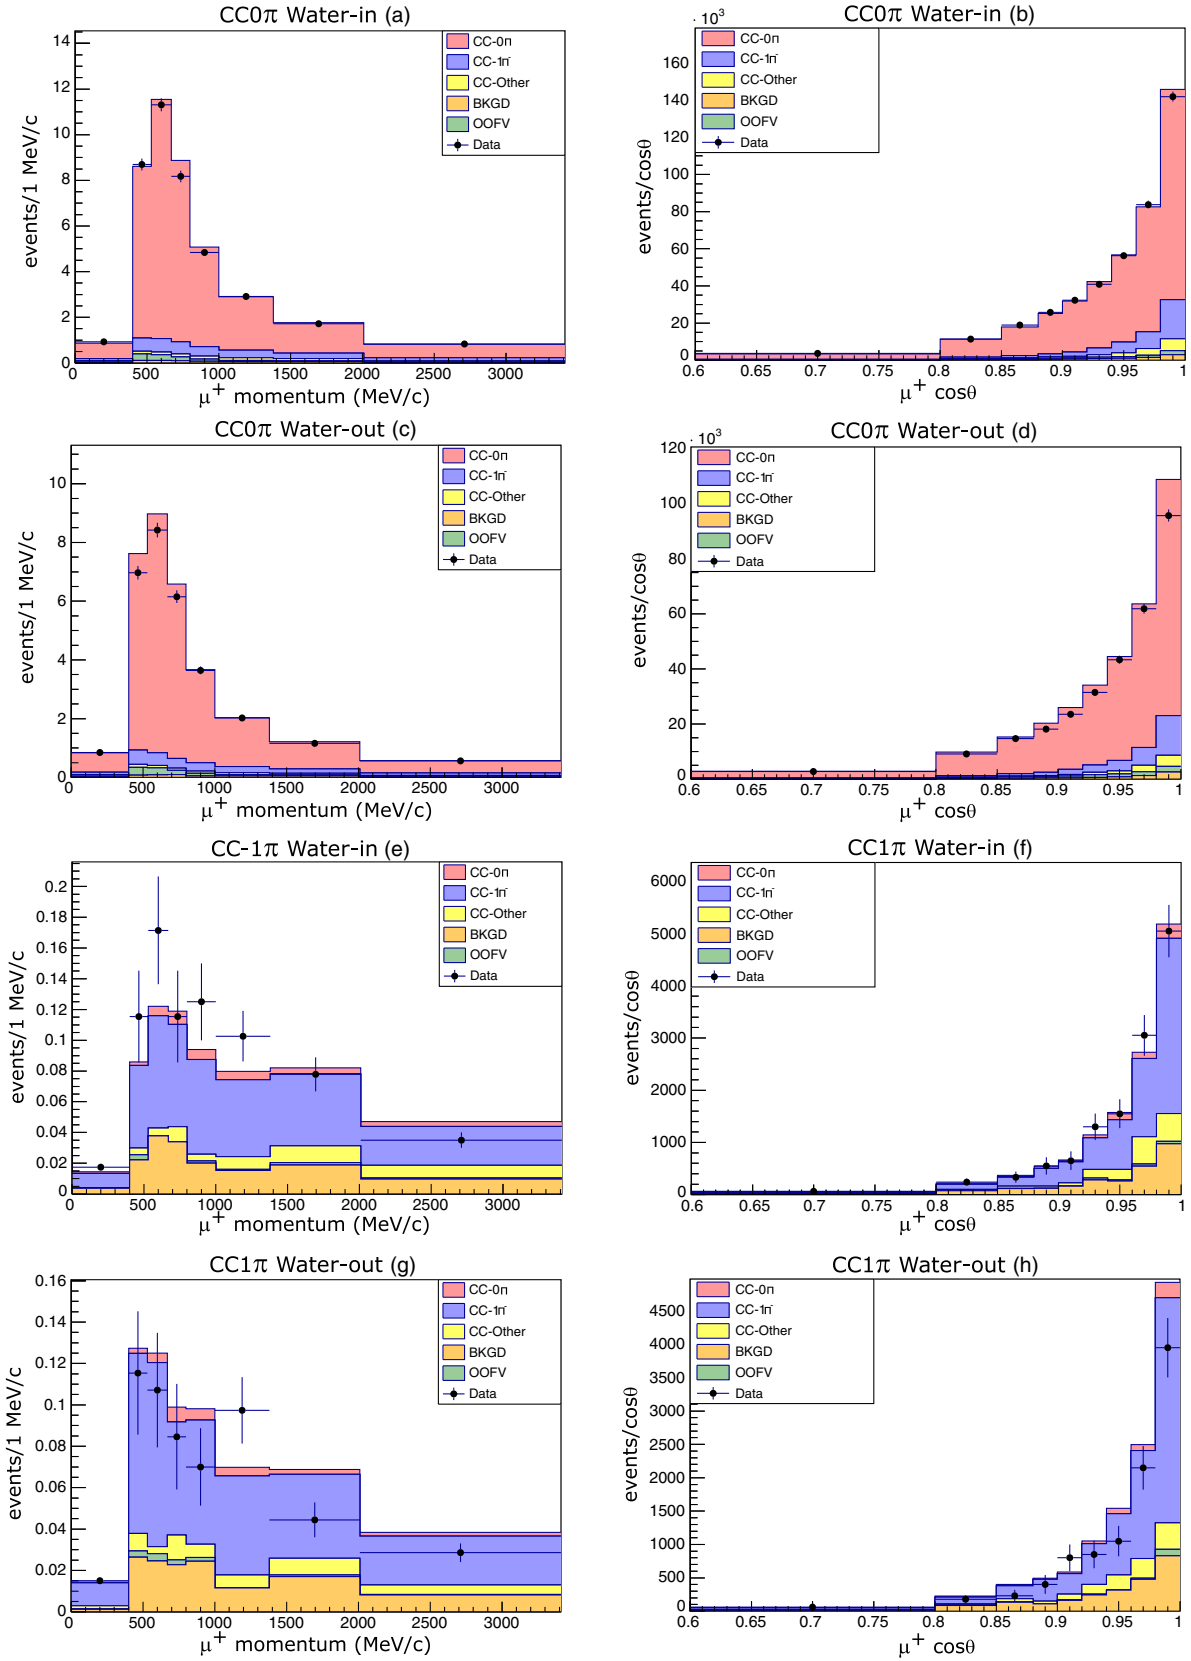 CC0π Water-in (a)
events/1 MeV/c
14
12
10
8
6
4
2
0
CC-0π
CC-1π⁻
CC-Other
BKGD
OOFV
Data
0 500 1000 1500 2000 2500 3000
μ⁺ momentum (MeV/c)
CC0π Water-in (b)
· 10³
events/cosθ
160
140
120
100
80
60
40
20
0
CC-0π
CC-1π⁻
CC-Other
BKGD
OOFV
Data
0.6 0.65 0.7 0.75 0.8 0.85 0.9 0.95 1
μ⁺ cosθ
CC0π Water-out (c)
events/1 MeV/c
10
8
6
4
2
0
CC-0π
CC-1π⁻
CC-Other
BKGD
OOFV
Data
0 500 1000 1500 2000 2500 3000
μ⁺ momentum (MeV/c)
CC0π Water-out (d)
· 10³
events/cosθ
120
100
80
60
40
20
0
CC-0π
CC-1π⁻
CC-Other
BKGD
OOFV
Data
0.6 0.65 0.7 0.75 0.8 0.85 0.9 0.95 1
μ⁺ cosθ
CC-1π Water-in (e)
events/1 MeV/c
0.2
0.18
0.16
0.14
0.12
0.1
0.08
0.06
0.04
0.02
0
CC-0π
CC-1π⁻
CC-Other
BKGD
OOFV
Data
0 500 1000 1500 2000 2500 3000
μ⁺ momentum (MeV/c)
CC1π Water-in (f)
events/cosθ
6000
5000
4000
3000
2000
1000
0
CC-0π
CC-1π⁻
CC-Other
BKGD
OOFV
Data
0.6 0.65 0.7 0.75 0.8 0.85 0.9 0.95 1
μ⁺ cosθ
CC1π Water-out (g)
events/1 MeV/c
0.16
0.14
0.12
0.1
0.08
0.06
0.04
0.02
0
CC-0π
CC-1π⁻
CC-Other
BKGD
OOFV
Data
0 500 1000 1500 2000 2500 3000
μ⁺ momentum (MeV/c)
CC1π Water-out (h)
events/cosθ
4500
4000
3500
3000
2500
2000
1500
1000
500
0
CC-0π
CC-1π⁻
CC-Other
BKGD
OOFV
Data
0.6 0.65 0.7 0.75 0.8 0.85 0.9 0.95 1
μ⁺ cosθ